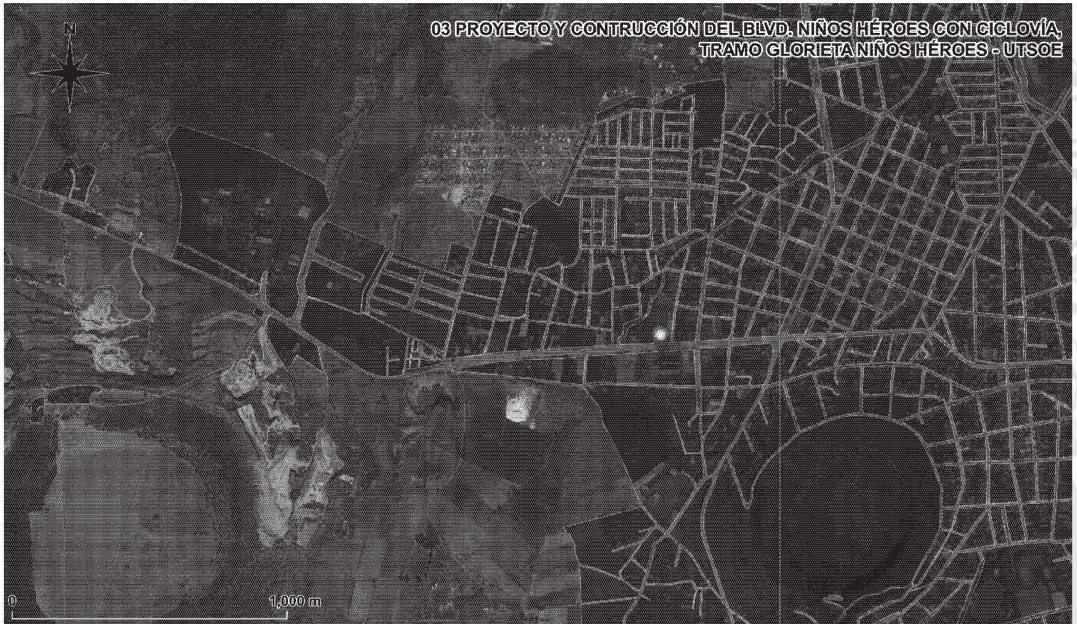 03 PROYECTO Y CONTRUCCIÓN DEL BLVD. NIÑOS HÉROES CON CICLOVÍA,
TRAMO GLORIETA NIÑOS HÉROES - UTSOE
N
0 1,000 m